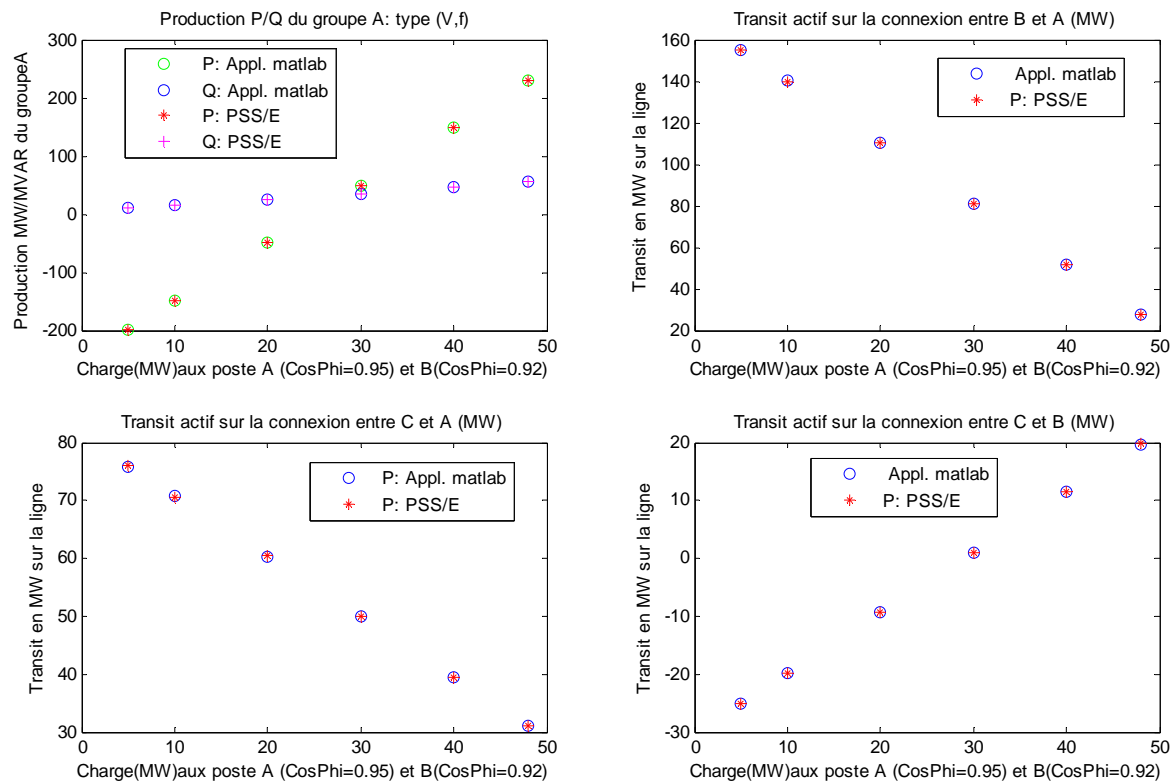 Production P/Q du groupe A: type (V,f)
300
200
100
0
-100
-200
Production MW/MVAR du groupeA
P: Appl. matlab
Q: Appl. matlab
P: PSS/E
Q: PSS/E
0 10 20 30 40 50
Charge(MW)aux poste A (CosPhi=0.95) et B(CosPhi=0.92)
Transit actif sur la connexion entre B et A (MW)
160
140
120
100
80
60
40
20
Transit en MW sur la ligne
Appl. matlab
P: PSS/E
0 10 20 30 40 50
Charge(MW)aux poste A (CosPhi=0.95) et B(CosPhi=0.92)
Transit actif sur la connexion entre C et A (MW)
80
70
60
50
40
30
Transit en MW sur la ligne
P: Appl. matlab
P: PSS/E
0 10 20 30 40 50
Charge(MW)aux poste A (CosPhi=0.95) et B(CosPhi=0.92)
Transit actif sur la connexion entre C et B (MW)
20
10
0
-10
-20
-30
Transit en MW sur la ligne
Appl. matlab
P: PSS/E
0 10 20 30 40 50
Charge(MW)aux poste A (CosPhi=0.95) et B(CosPhi=0.92)